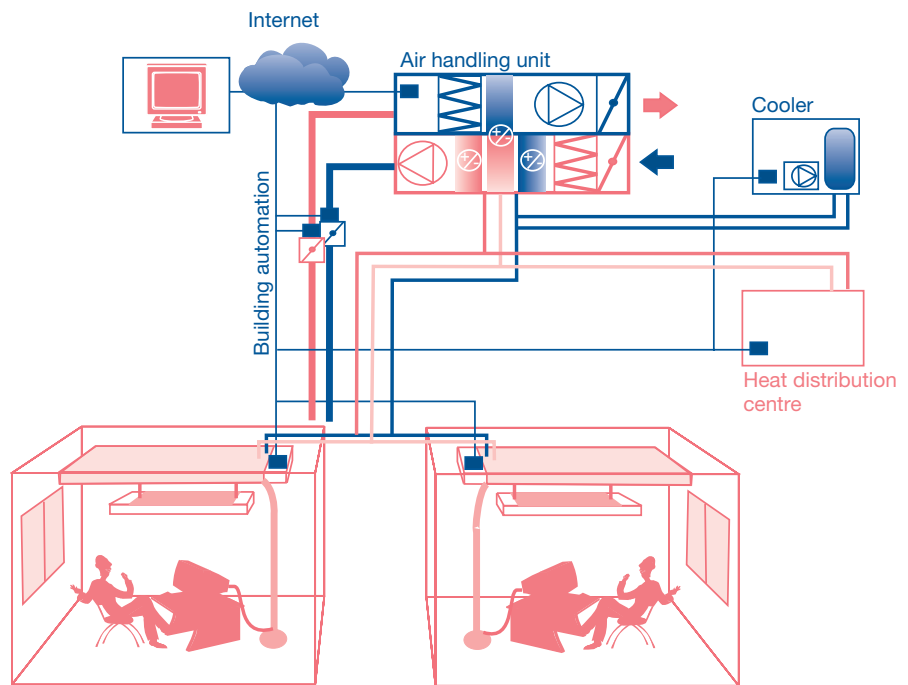 Internet
Air handling unit
Cooler
Building automation
Heat distribution
centre